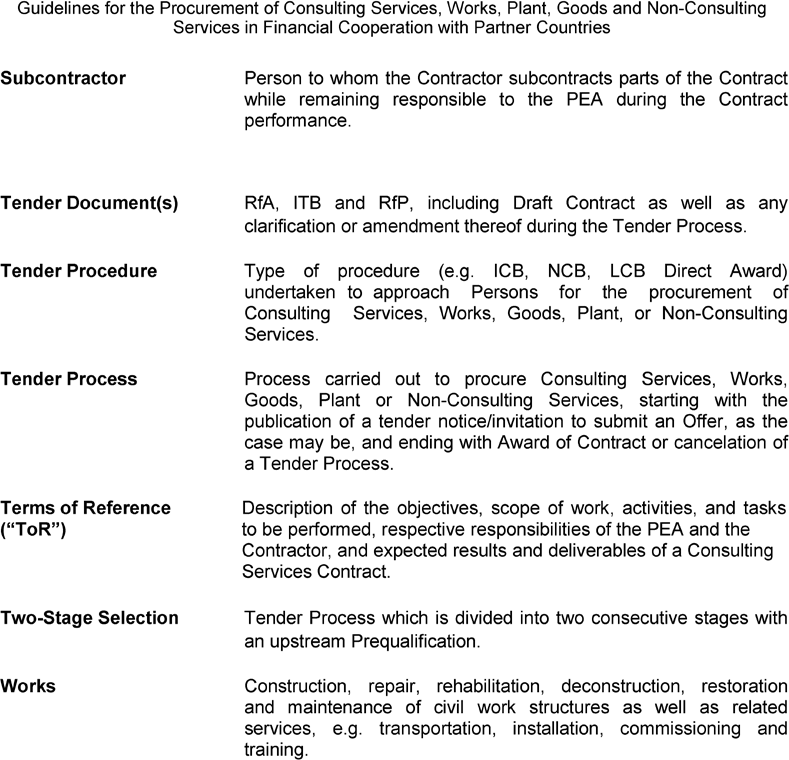 Guidelines for the Procurement of Consulting Services, Works, Plant, Goods and Non-Consulting
Services in Financial Cooperation with Partner Countries
Subcontractor
Person to whom the Contractor subcontracts parts of the Contract
while remaining responsible to the PEA during the Contract
performance.
Tender Document(s)
RfA, ITB and RfP, including Draft Contract as well as any
clarification or amendment thereof during the Tender Process.
Tender Procedure
Type of procedure (e.g. ICB, NCB, LCB Direct Award)
undertaken to approach Persons for the procurement of
Consulting Services, Works, Goods, Plant, or Non-Consulting
Services.
Tender Process
Process carried out to procure Consulting Services, Works,
Goods, Plant or Non-Consulting Services, starting with the
publication of a tender notice/invitation to submit an Offer, as the
case may be, and ending with Award of Contract or cancelation of
a Tender Process.
Terms of Reference
(“ToR”)
Description of the objectives, scope of work, activities, and tasks
to be performed, respective responsibilities of the PEA and the
Contractor, and expected results and deliverables of a Consulting
Services Contract.
Two-Stage Selection
Tender Process which is divided into two consecutive stages with
an upstream Prequalification.
Works
Construction, repair, rehabilitation, deconstruction, restoration
and maintenance of civil work structures as well as related
services, e.g. transportation, installation, commissioning and
training.